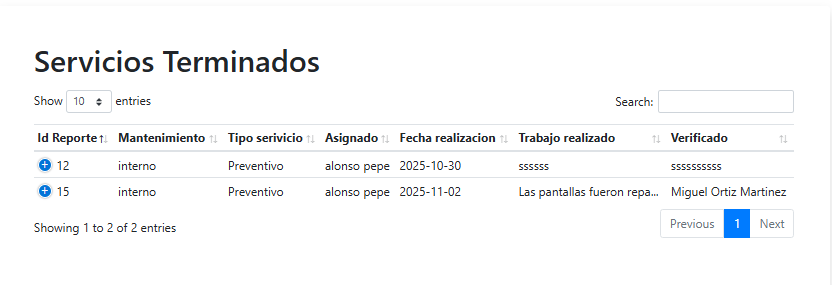 Servicios Terminados
Show 10 entries Search:
Id Reporte Mantenimiento Tipo serivicio Asignado Fecha realizacion Trabajo realizado Verificado
12 interno Preventivo alonso pepe 2025-10-30 ssssss ssssssssss
15 interno Preventivo alonso pepe 2025-11-02 Las pantallas fueron repa... Miguel Ortiz Martinez
Showing 1 to 2 of 2 entries Previous 1 Next